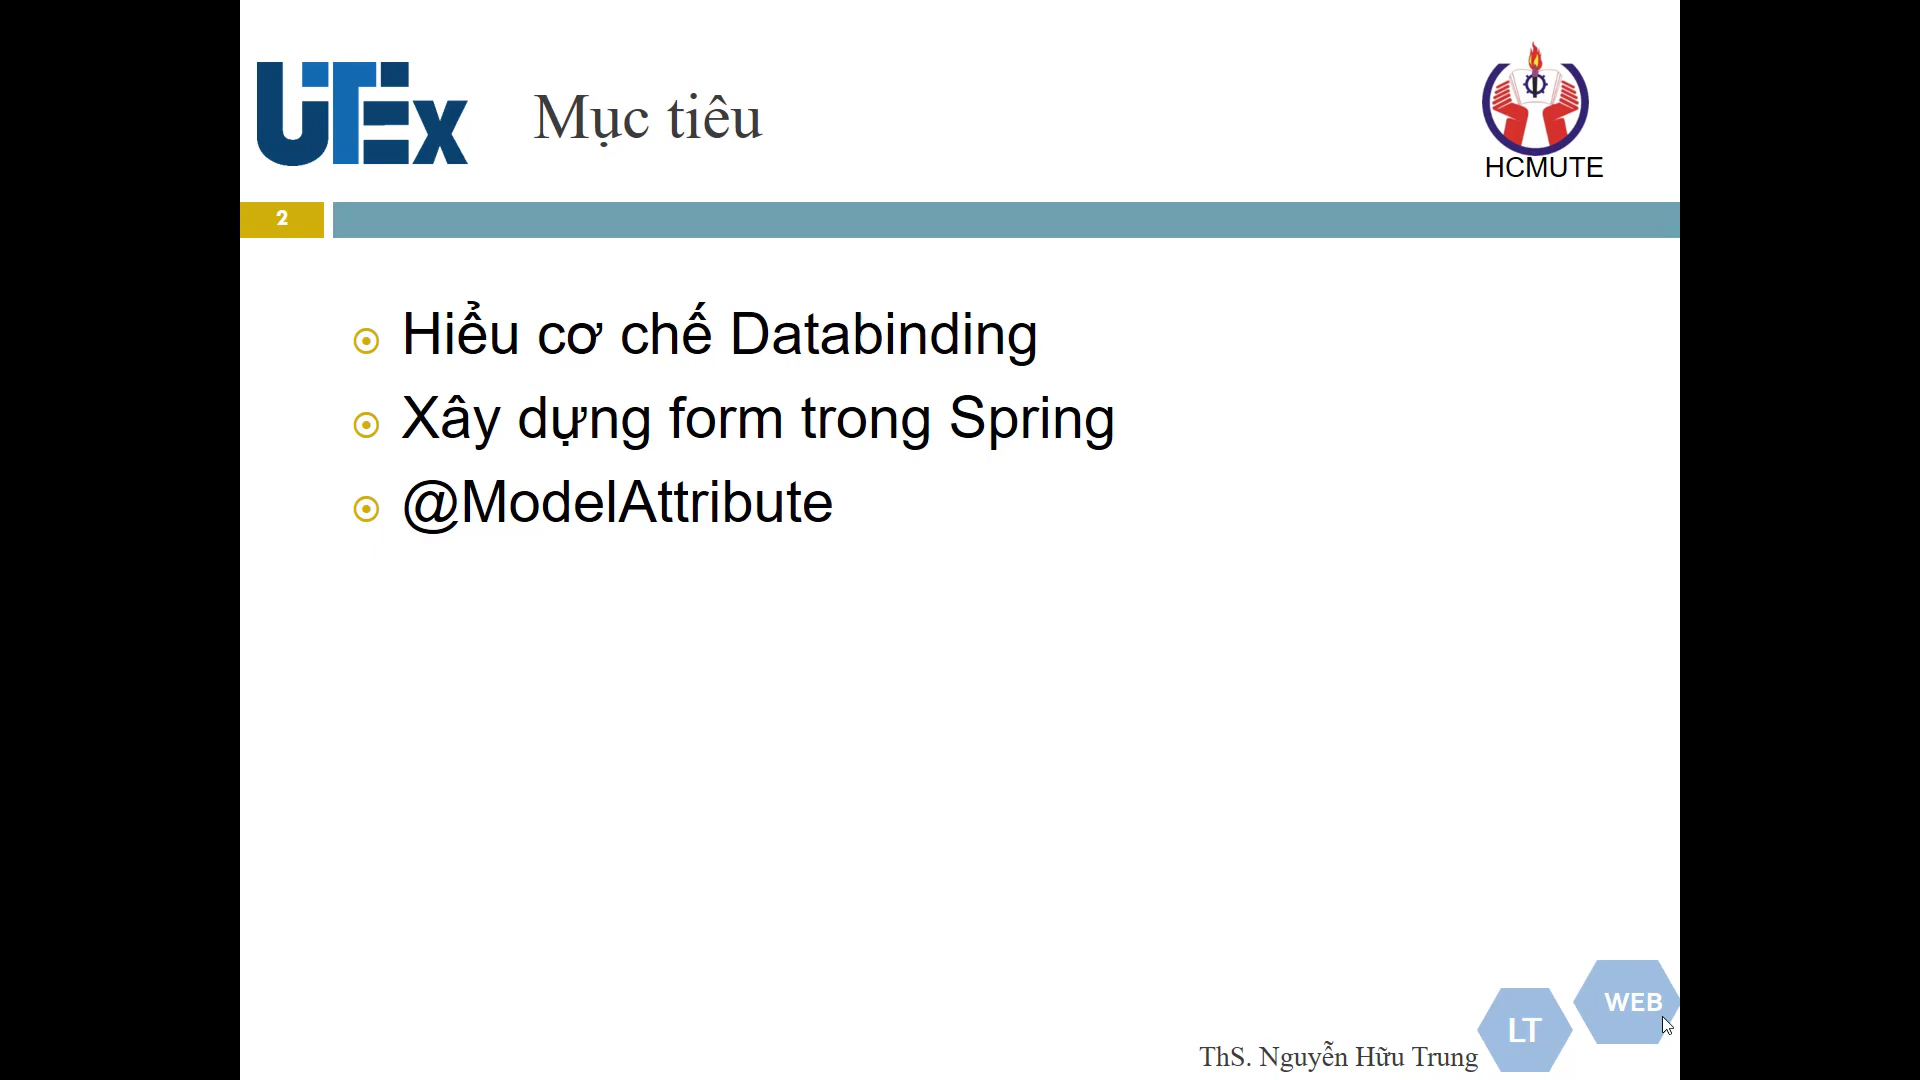 UTEx
Mục tiêu
HCMUTE
2
Hiểu cơ chế Databinding
Xây dựng form trong Spring
@ModelAttribute
WEB
LT
ThS. Nguyễn Hữu Trung